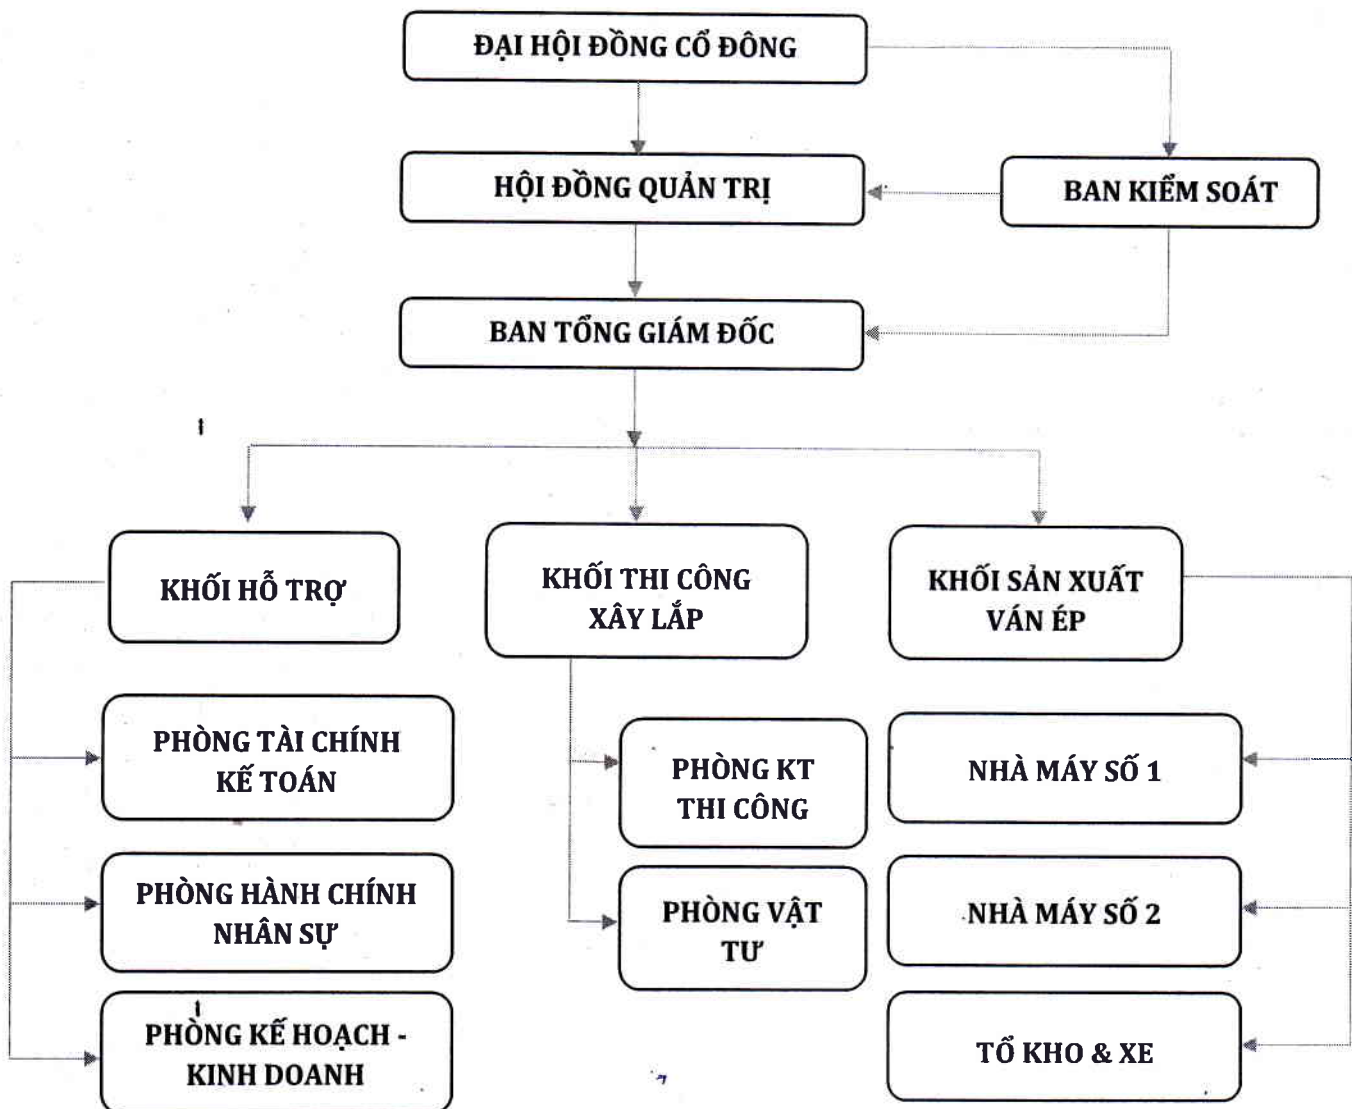 ĐẠI HỘI ĐỒNG CỔ ĐÔNG
HỘI ĐỒNG QUẢN TRỊ
BAN KIỂM SOÁT
BAN TỔNG GIÁM ĐỐC
KHỐI HỖ TRỢ
KHỐI THI CÔNG
XÂY LẮP
KHỐI SẢN XUẤT
VÁN ÉP
PHÒNG TÀI CHÍNH
KẾ TOÁN
PHÒNG HÀNH CHÍNH
NHÂN SỰ
PHÒNG KẾ HOẠCH -
KINH DOANH
PHÒNG KT
THI CÔNG
PHÒNG VẬT
TƯ
NHÀ MÁY SỐ 1
NHÀ MÁY SỐ 2
TỔ KHO & XE